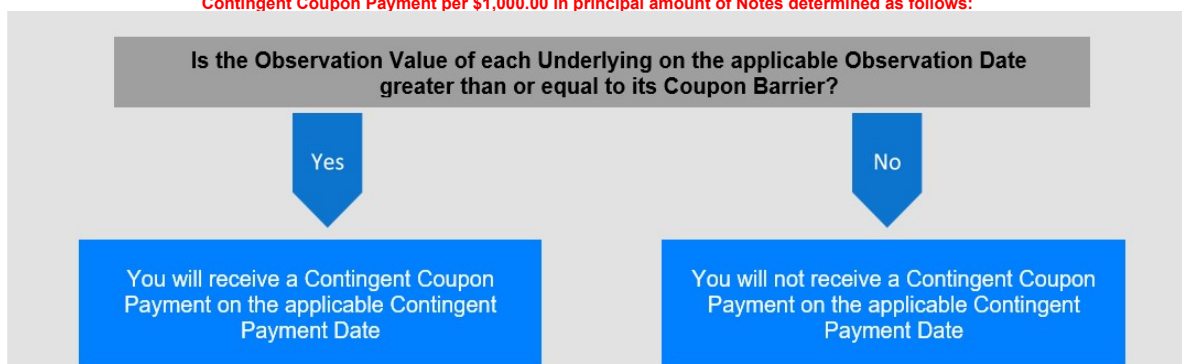 Contingent Coupon Payment per $1,000.00 in principal amount of Notes determined as follows:
Is the Observation Value of each Underlying on the applicable Observation Date
greater than or equal to its Coupon Barrier?
Yes
No
You will receive a Contingent Coupon
Payment on the applicable Contingent
Payment Date
You will not receive a Contingent Coupon
Payment on the applicable Contingent
Payment Date